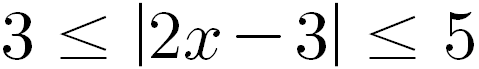 3 ≤ |2x − 3| ≤ 5